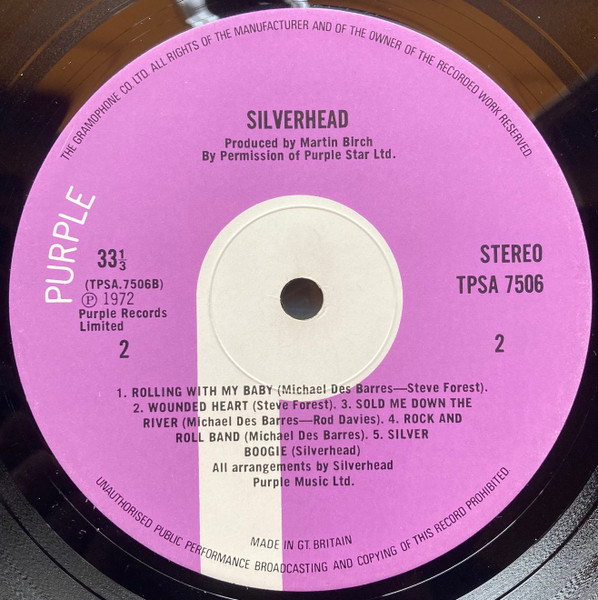 THE GRAMOPHONE CO LTD. ALL RIGHTS OF THE MANUFACTURER AND OF THE OWNER OF THE RECORDED WORK RESERVED.
SILVERHEAD
Produced by Martin Birch
By Permission of Purple Star Ltd.
PURPLE
33⅓
(TPSA.7506B)
Ⓟ 1972
Purple Records
Limited
2
STEREO
TPSA 7506
2
1. ROLLING WITH MY BABY (Michael Des Barres—Steve Forest).
2. WOUNDED HEART (Steve Forest). 3. SOLD ME DOWN THE
RIVER (Michael Des Barres—Rod Davies). 4. ROCK AND
ROLL BAND (Michael Des Barres). 5. SILVER
BOOGIE (Silverhead)
All arrangements by Silverhead
Purple Music Ltd.
MADE IN GT. BRITAIN
UNAUTHORISED PUBLIC PERFORMANCE BROADCASTING AND COPYING OF THIS RECORD PROHIBITED.